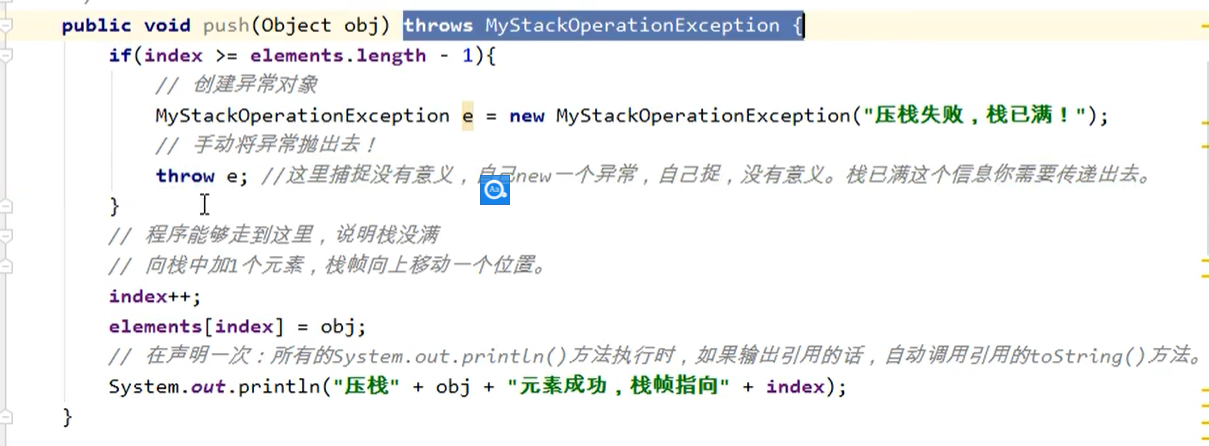 public void push(Object obj) throws MyStackOperationException {
if(index >= elements.length - 1){
// 创建异常对象
MyStackOperationException e = new MyStackOperationException("压栈失败，栈已满！");
// 手动将异常抛出去！
throw e; //这里捕捉没有意义，自己new一个异常，自己捉，没有意义。栈已满这个信息你需要传递出去。
}
// 程序能够走到这里，说明栈没满
// 向栈中加1个元素，栈帧向上移动一个位置。
index++;
elements[index] = obj;
// 在声明一次：所有的System.out.println()方法执行时，如果输出引用的话，自动调用引用的toString()方法。
System.out.println("压栈" + obj + "元素成功，栈帧指向" + index);
}